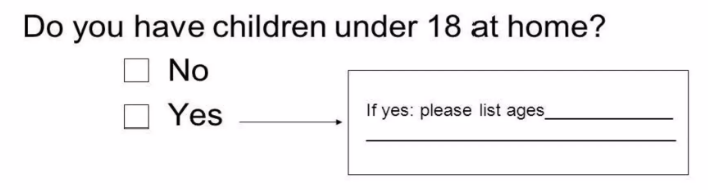 Do you have children under 18 at home?
No
Yes
If yes: please list ages